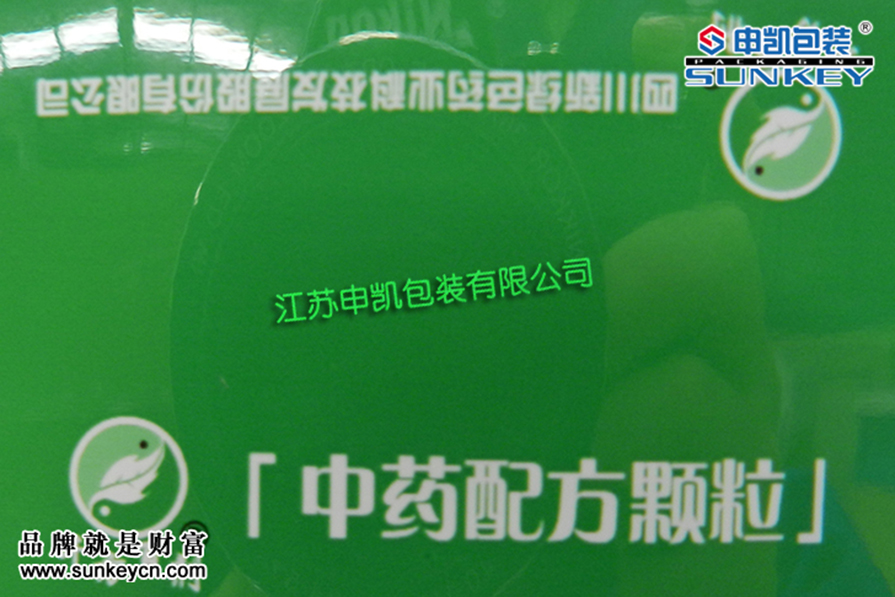 Nikon
申凯包装®
PACKAGING
SUNKEY
四川新绿色药业科技发展股份有限公司
江苏申凯包装有限公司
「中药配方颗粒」
®
品牌就是财富
www.sunkeycn.com